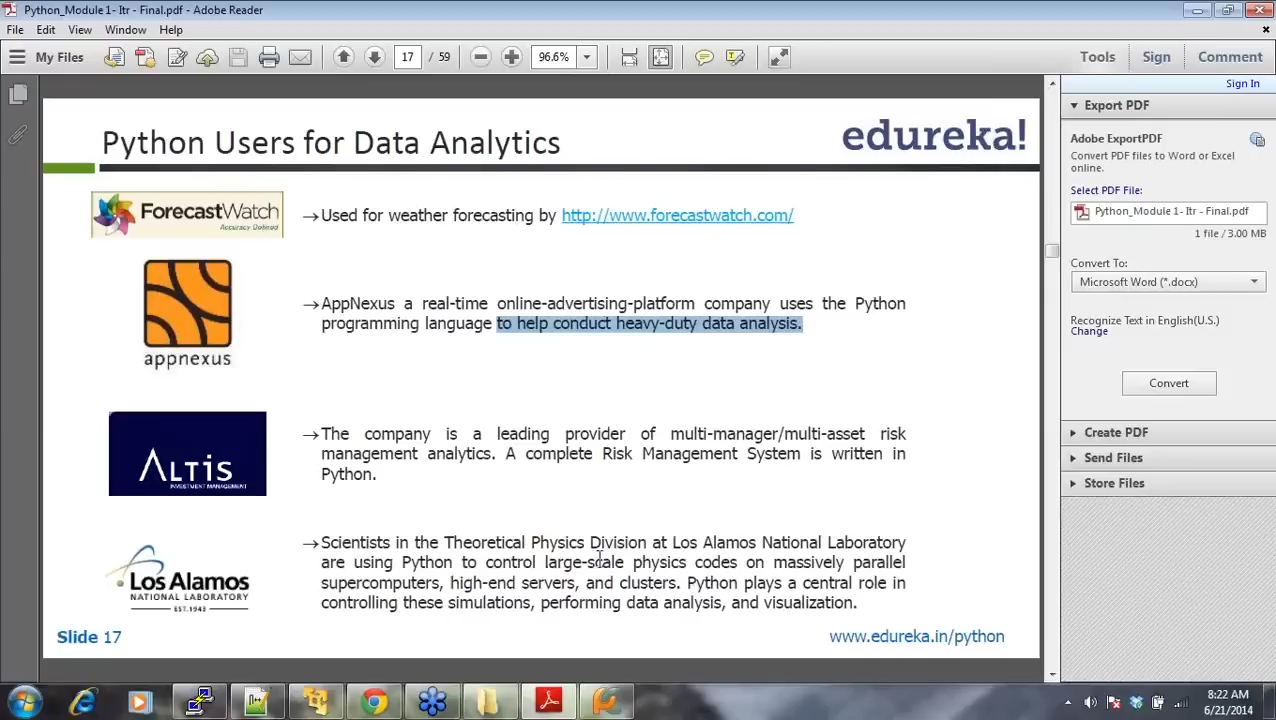 Python_Module 1- Itr - Final.pdf - Adobe Reader
File Edit View Window Help
My Files 17 / 59 96.6% Tools Sign Comment
Sign In
Export PDF
Adobe ExportPDF
Convert PDF files to Word or Excel
online.
Select PDF File:
Python_Module 1- Itr - Final.pdf
1 file / 3.00 MB
Convert To:
Microsoft Word (*.docx)
Recognize Text in English(U.S.)
Change
Convert
Create PDF
Send Files
Store Files
Python Users for Data Analytics
edureka!
ForecastWatch
Accuracy Defined
→Used for weather forecasting by http://www.forecastwatch.com/
appnexus
→AppNexus a real-time online-advertising-platform company uses the Python
programming language to help conduct heavy-duty data analysis.
ALTIS
INVESTMENT MANAGEMENT
→The company is a leading provider of multi-manager/multi-asset risk
management analytics. A complete Risk Management System is written in
Python.
Los Alamos
NATIONAL LABORATORY
EST.1943
→Scientists in the Theoretical Physics Division at Los Alamos National Laboratory
are using Python to control large-scale physics codes on massively parallel
supercomputers, high-end servers, and clusters. Python plays a central role in
controlling these simulations, performing data analysis, and visualization.
Slide 17
www.edureka.in/python
8:22 AM
6/21/2014